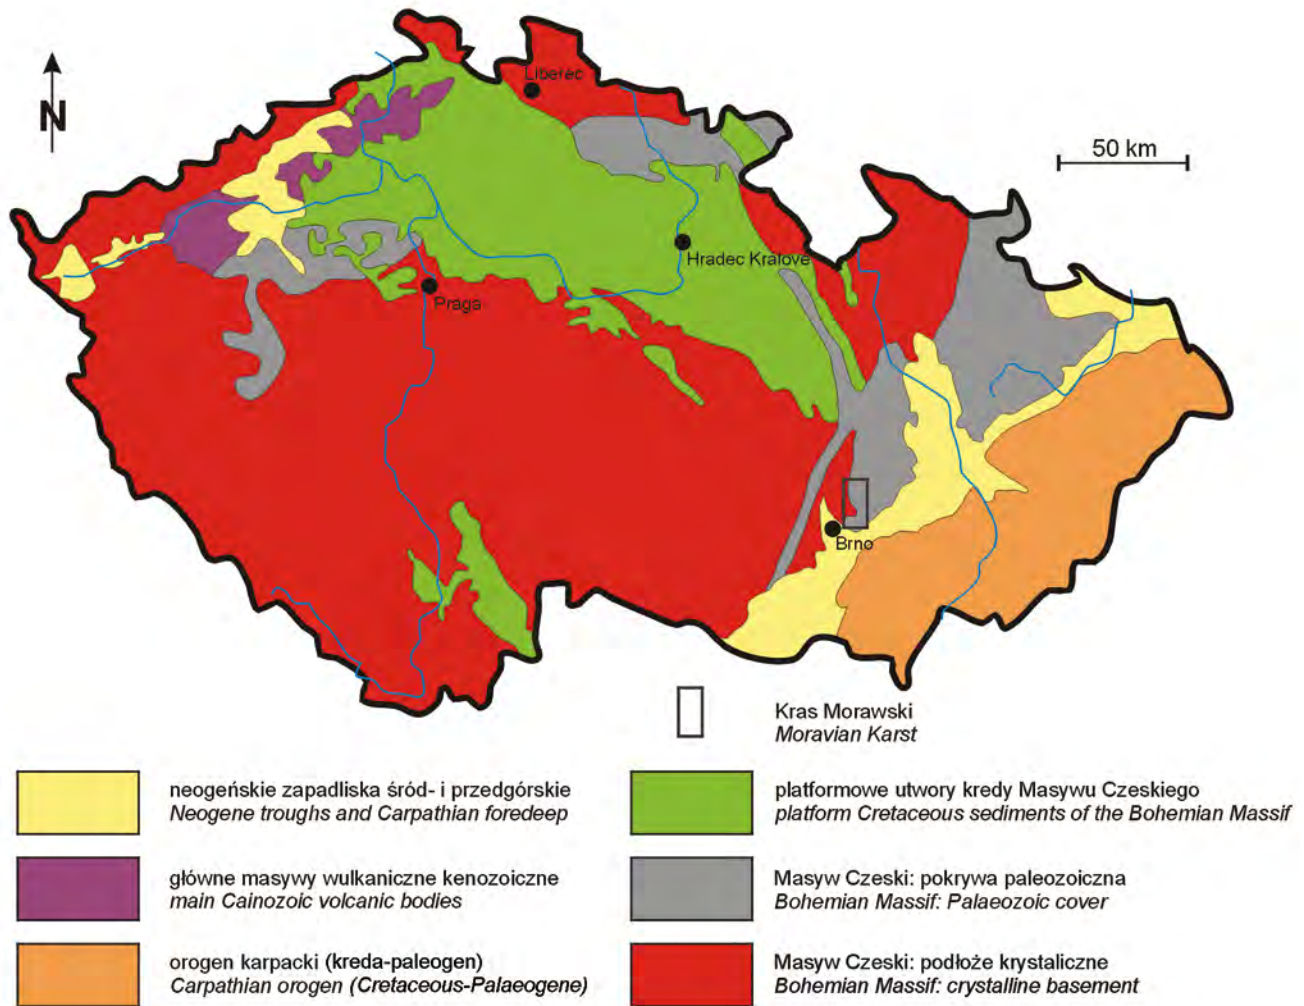 Liberec
N
50 km
Hradec Kralove
Praga
Brno
Kras Morawski
Moravian Karst
neogeńskie zapadliska śród- i przedgórskie
Neogene troughs and Carpathian foredeep
platformowe utwory kredy Masywu Czeskiego
platform Cretaceous sediments of the Bohemian Massif
główne masywy wulkaniczne kenozoiczne
main Cainozoic volcanic bodies
Masyw Czeski: pokrywa paleozoiczna
Bohemian Massif: Palaeozoic cover
orogen karpacki (kreda-paleogen)
Carpathian orogen (Cretaceous-Palaeogene)
Masyw Czeski: podłoże krystaliczne
Bohemian Massif: crystalline basement